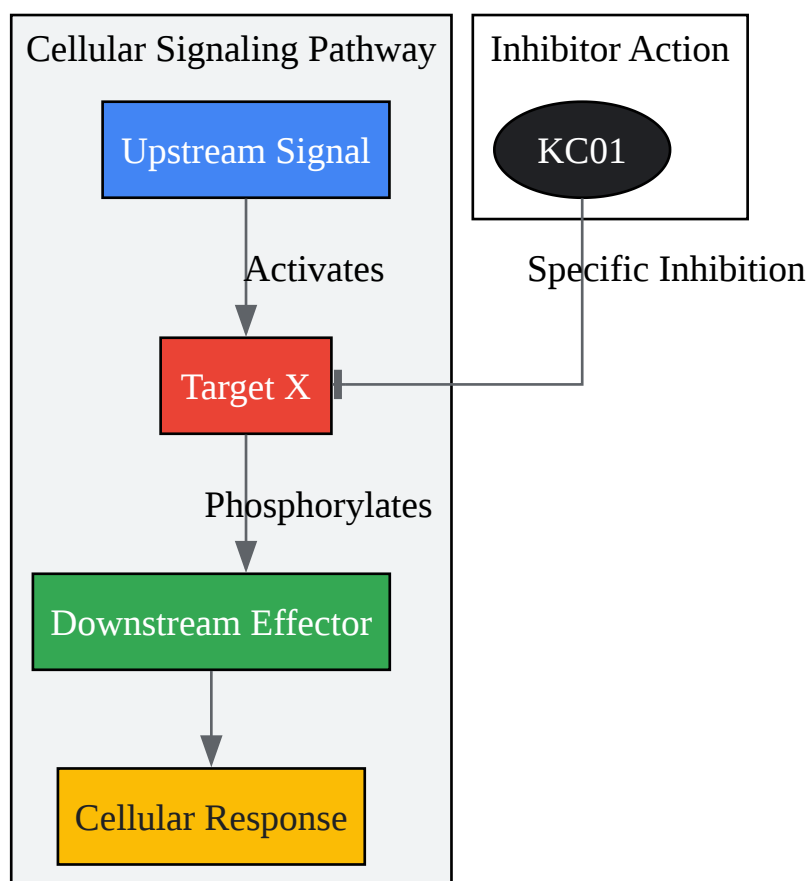 Cellular Signaling Pathway
Inhibitor Action
Upstream Signal
KC01
Activates
Specific Inhibition
Target X
Phosphorylates
Downstream Effector
Cellular Response